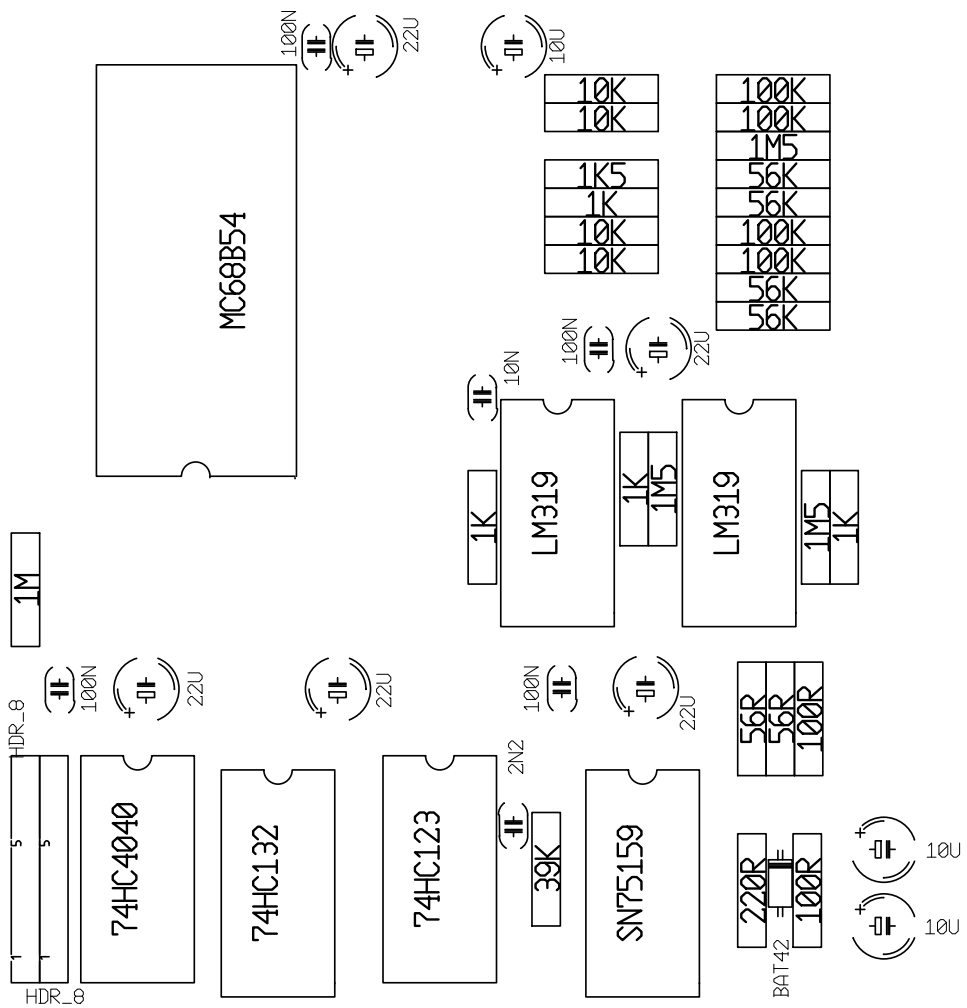 100N
22U
10U
10K
10K
1K5
1K
10K
10K
100K
100K
1M5
56K
56K
100K
100K
56K
56K
MC68B54
100N
22U
10N
1K
LM319
1K
1M5
LM319
1M5
1K
1M
100N
22U
22U
100N
22U
56R
56R
100R
HDR_8
5
5
1
1
HDR_8
74HC4040
74HC132
74HC123
2N2
39K
SN75159
220R
BAT42
100R
10U
10U